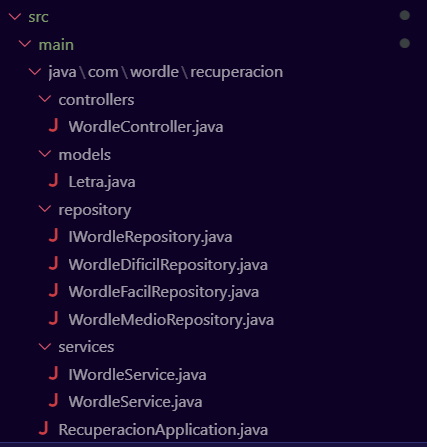 src
main
java\com\wordle\recuperacion
controllers
WordleController.java
models
Letra.java
repository
IWordleRepository.java
WordleDificilRepository.java
WordleFacilRepository.java
WordleMedioRepository.java
services
IWordleService.java
WordleService.java
RecuperacionApplication.java